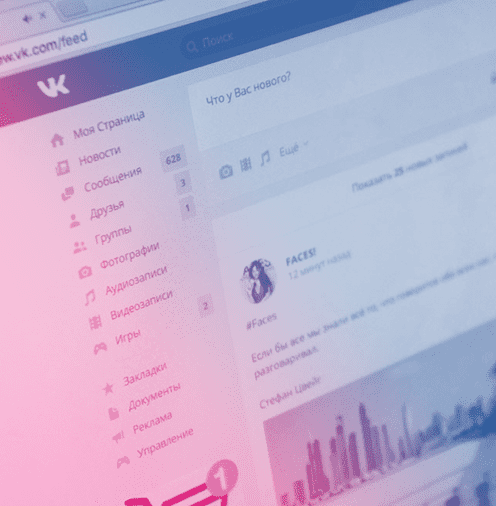 ew.vk.com/feed
Поиск
Что у Вас нового?
Моя Страница
Новости
Сообщения 628
Друзья 3
Группы 1
Фотографии
Аудиозаписи
Видеозаписи
Игры 2
Закладки
Документы
Реклама
Управление
Ещё
Показать 25 новых записей
FACES!
12 минут назад
#Faces
Если бы все мы знали всё то, что говорится обо всех нас,
разговаривал.
Стефан Цвейг
1